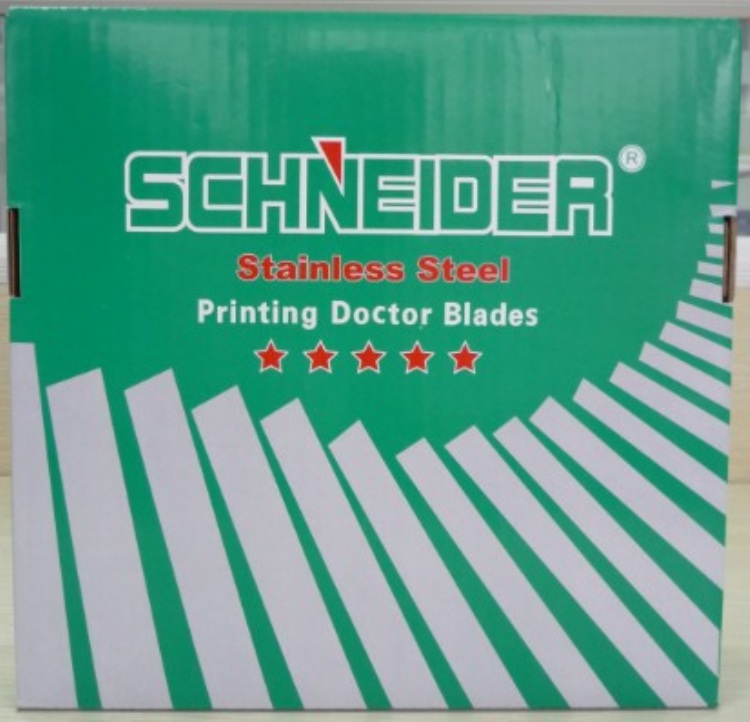 SCHNEIDER®
Stainless Steel
Printing Doctor Blades